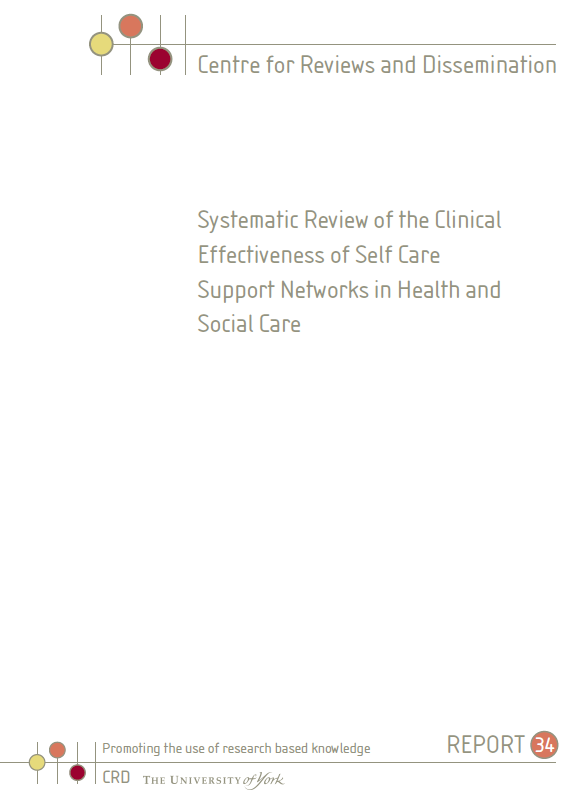 Centre for Reviews and Dissemination
Systematic Review of the Clinical
Effectiveness of Self Care
Support Networks in Health and
Social Care
Promoting the use of research based knowledge
REPORT 34
CRD THE UNIVERSITY of York